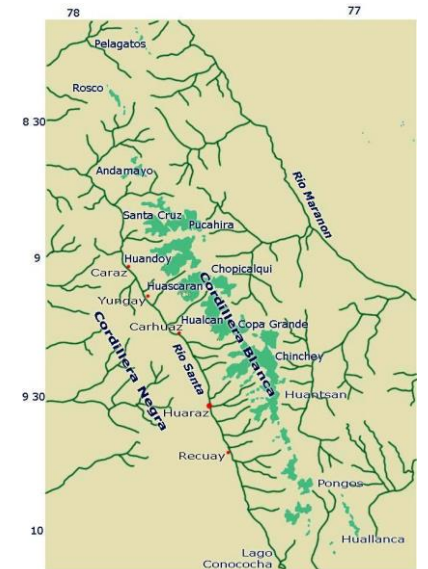 78
77
Pelagatos
Rosco
8 30
Andamayo
Rio Maranon
Santa Cruz
Pucahira
9
Huandoy
Caraz
Chopicalqui
Huascaran
Yungay
Cordillera Blanca
Hualcan
Carhuaz
Copa Grande
Cordillera Negra
Rio Santa
Chinchey
9 30
Huantsan
Huaraz
Recuay
Pongos
10
Huallanca
Lago
Conococha